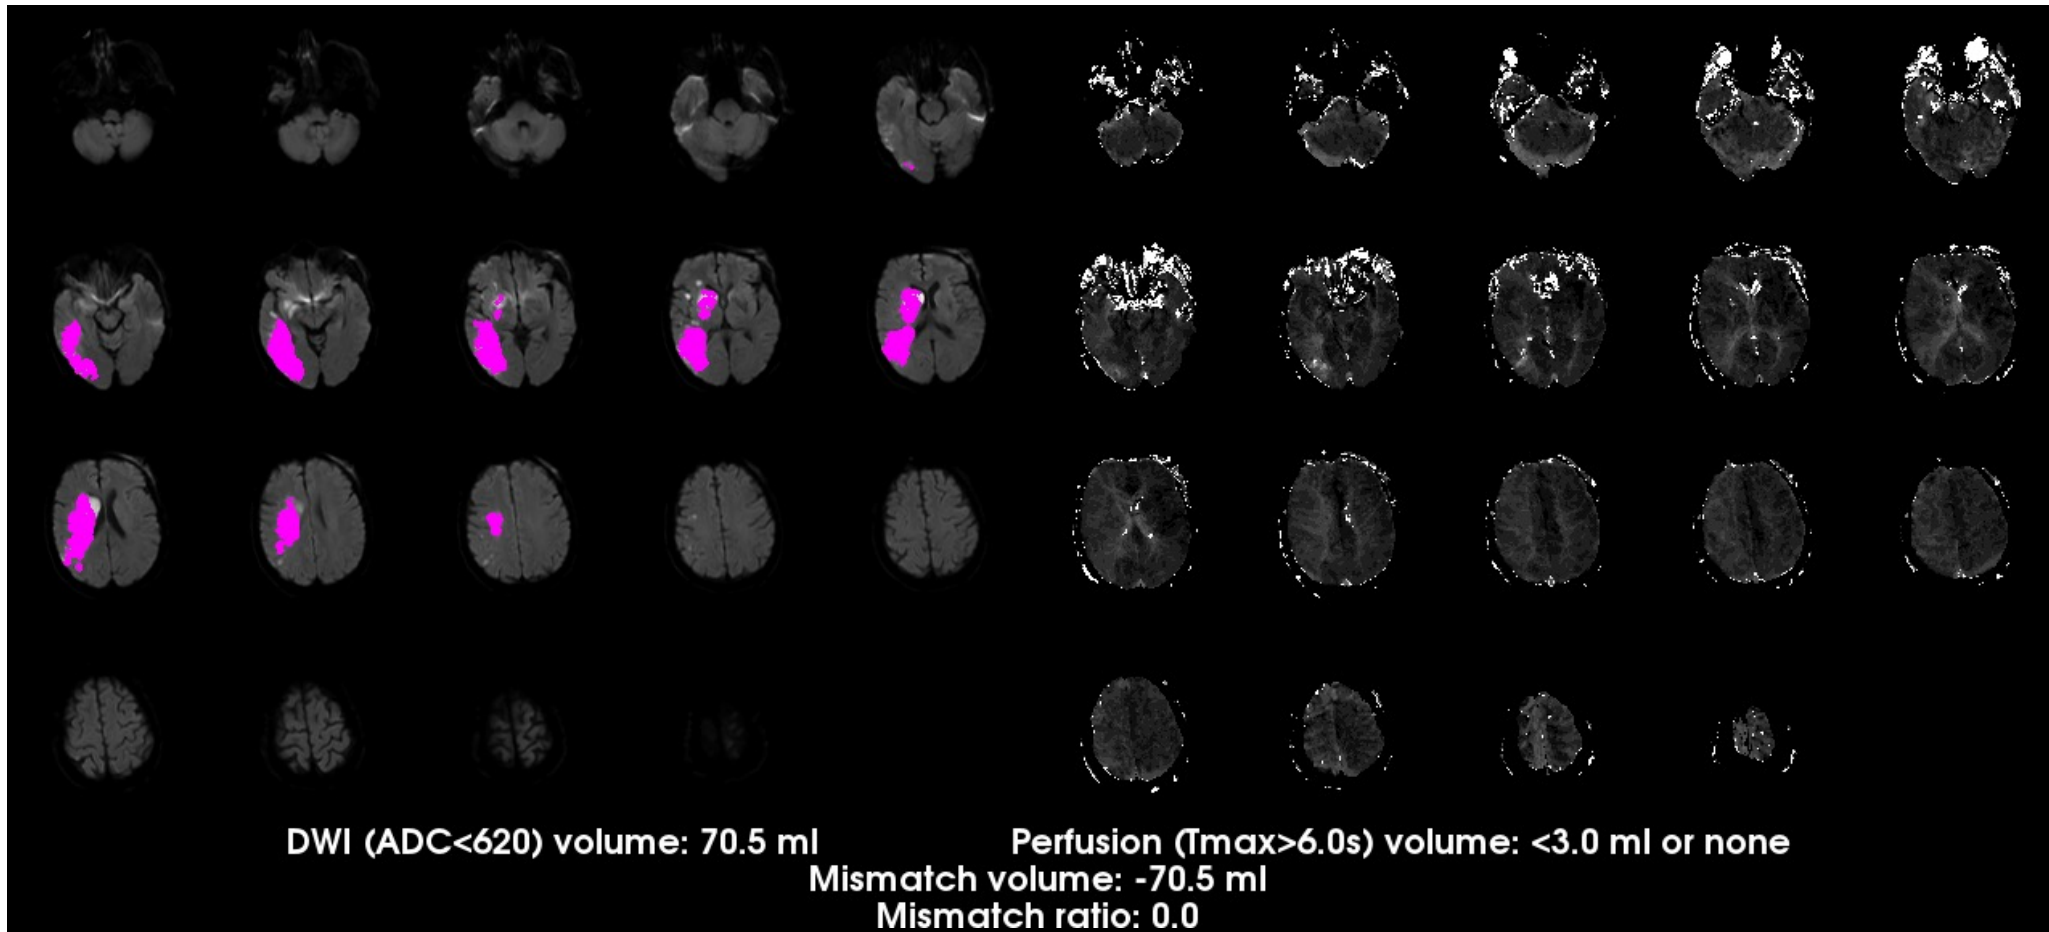 DWI (ADC<620) volume: 70.5 ml
Perfusion (Tmax>6.0s) volume: <3.0 ml or none
Mismatch volume: -70.5 ml
Mismatch ratio: 0.0